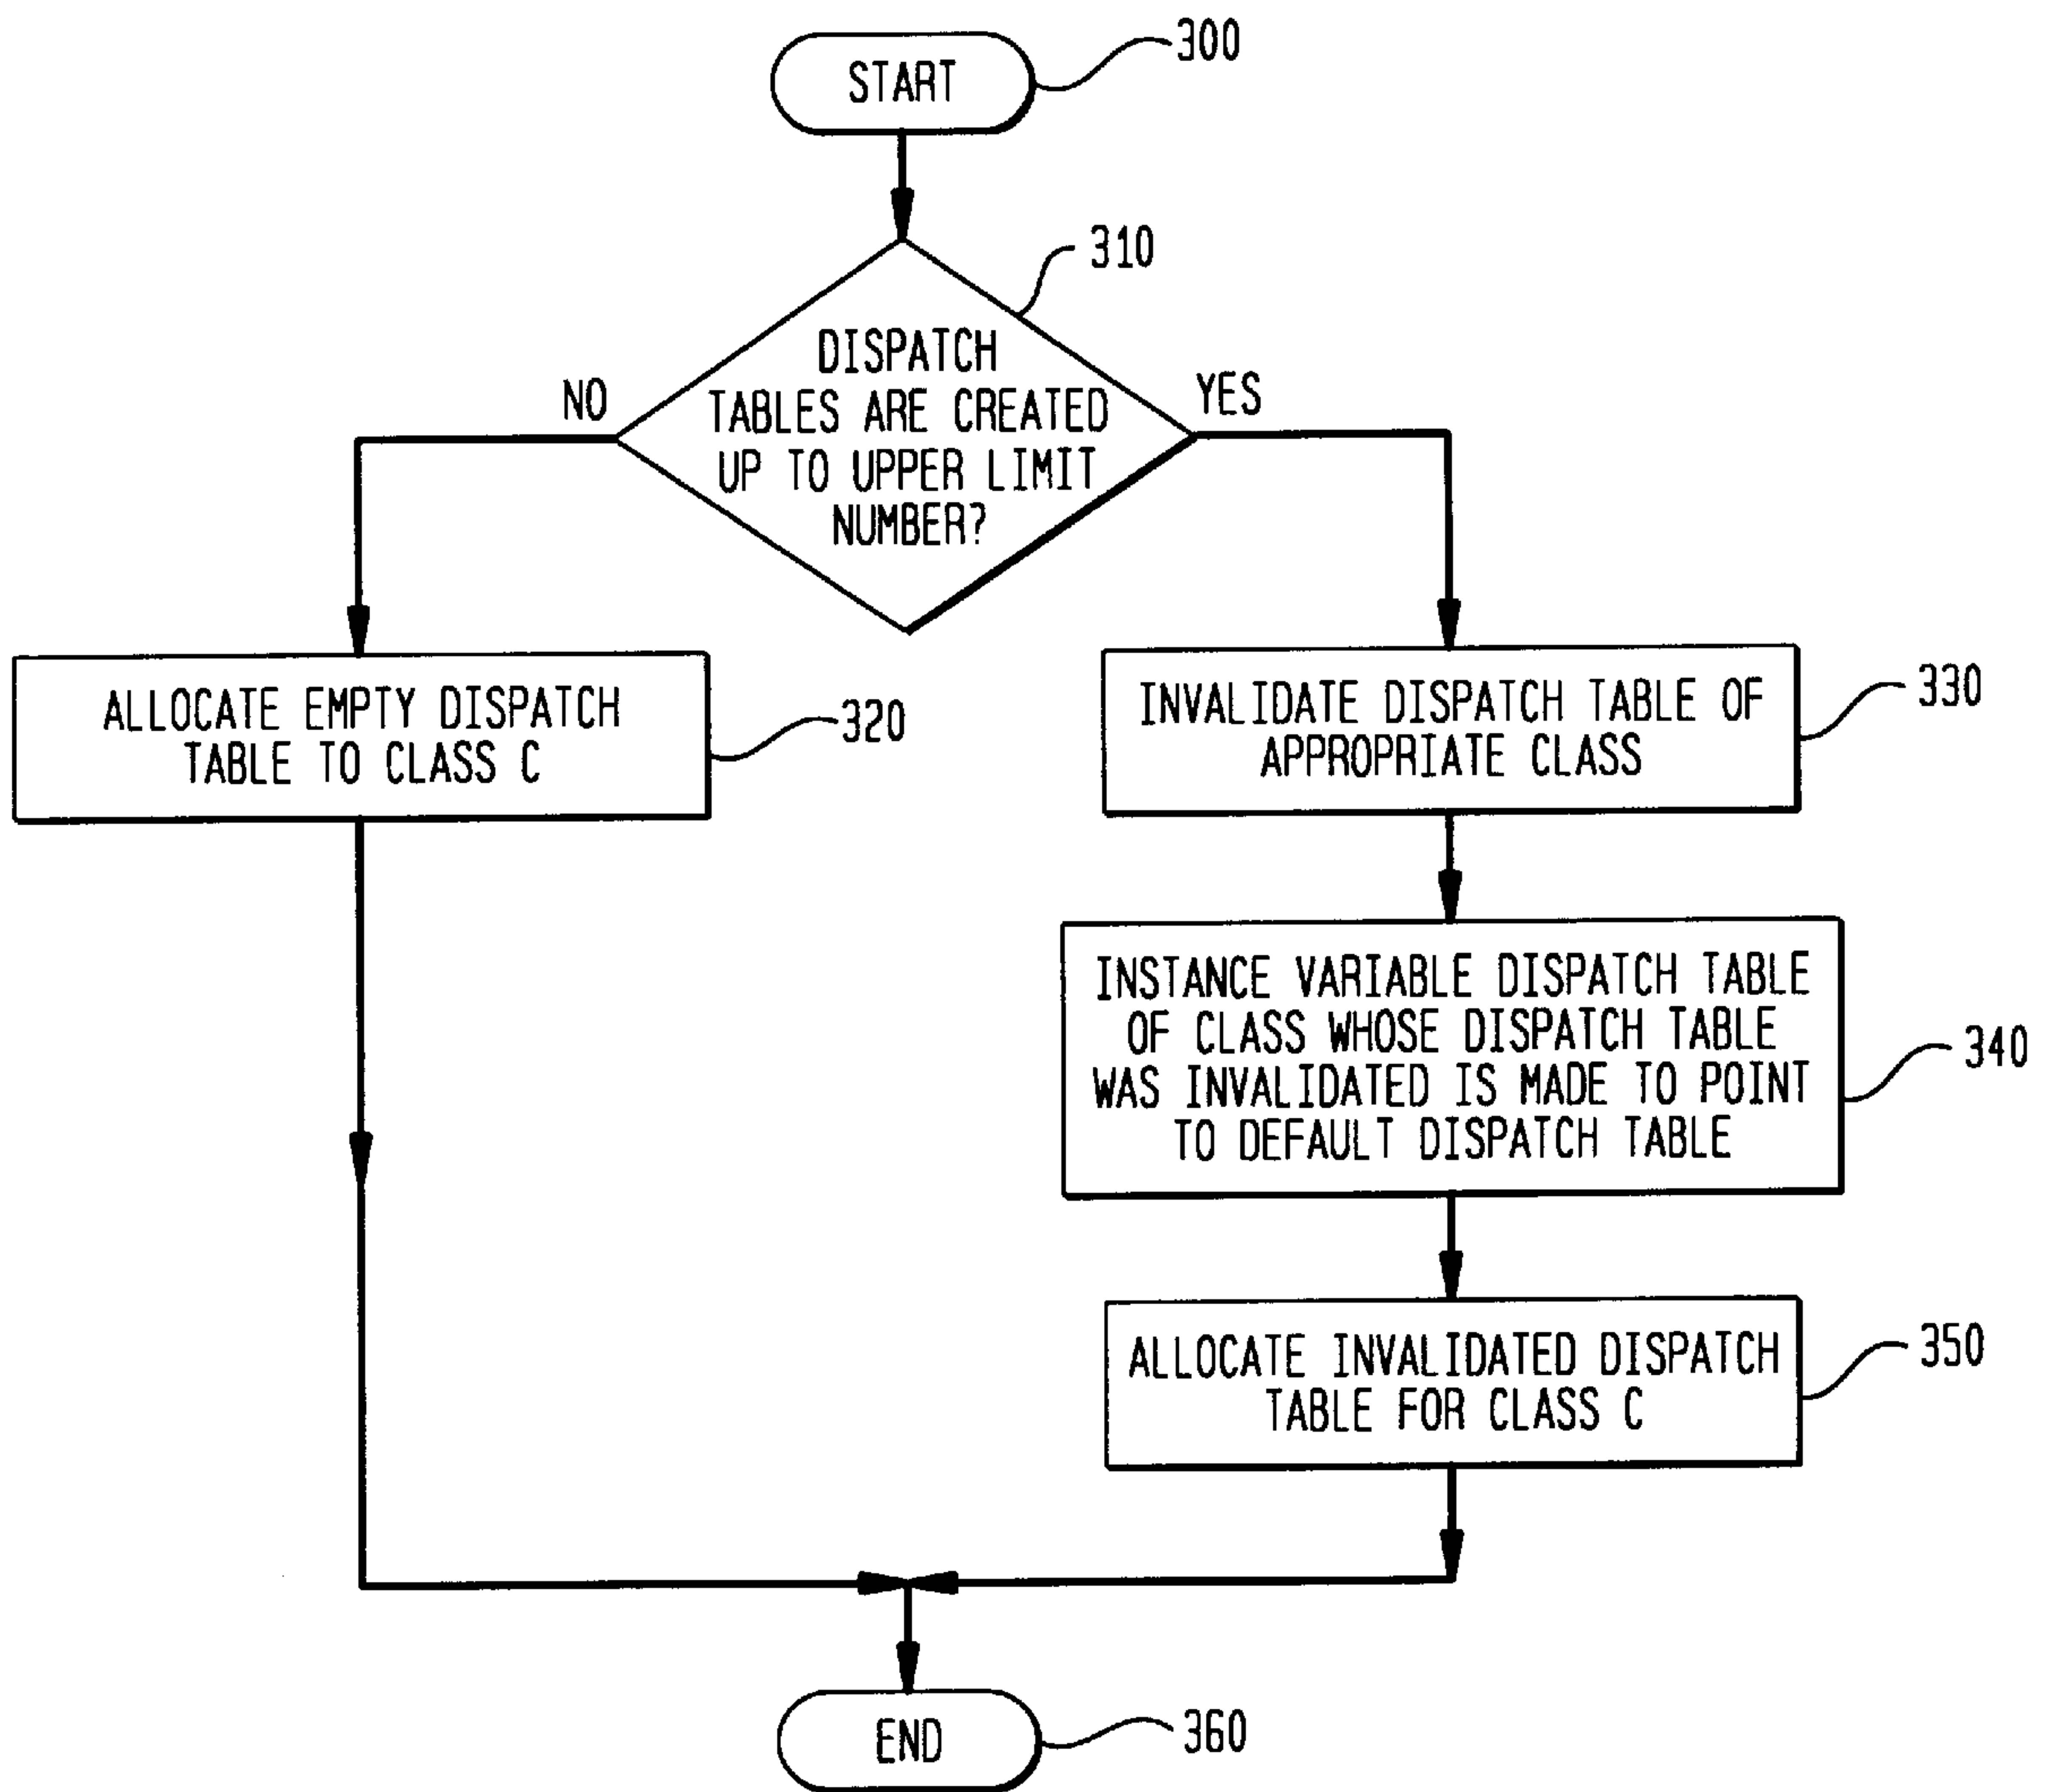 START
300
310
DISPATCH
TABLES ARE CREATED
UP TO UPPER LIMIT
NUMBER?
NO
YES
ALLOCATE EMPTY DISPATCH
TABLE TO CLASS C
320
INVALIDATE DISPATCH TABLE OF
APPROPRIATE CLASS
330
INSTANCE VARIABLE DISPATCH TABLE
OF CLASS WHOSE DISPATCH TABLE
WAS INVALIDATED IS MADE TO POINT
TO DEFAULT DISPATCH TABLE
340
ALLOCATE INVALIDATED DISPATCH
TABLE FOR CLASS C
350
END
360